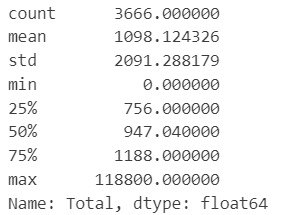 count 3666.000000
mean 1098.124326
std 2091.288179
min 0.000000
25% 756.000000
50% 947.040000
75% 1188.000000
max 118800.000000
Name: Total, dtype: float64